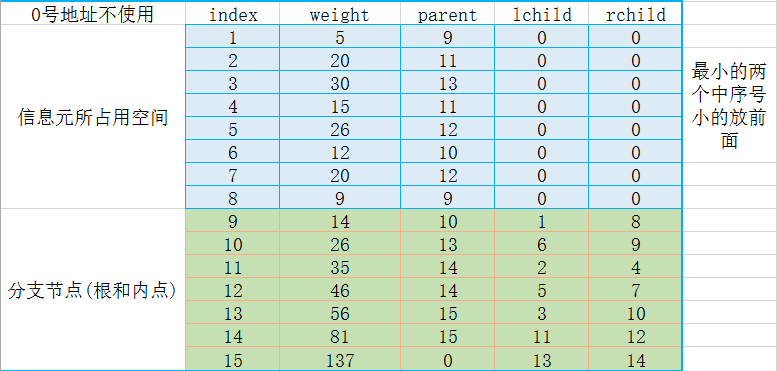 0号地址不使用 index weight parent lchild rchild
信息元所占用空间
1 5 9 0 0
2 20 11 0 0
3 30 13 0 0
4 15 11 0 0
5 26 12 0 0
6 12 10 0 0
7 20 12 0 0
8 9 9 0 0
最小的两
个中序号
小的放前
面
分支节点(根和内点)
9 14 10 1 8
10 26 13 6 9
11 35 14 2 4
12 46 14 5 7
13 56 15 3 10
14 81 15 11 12
15 137 0 13 14